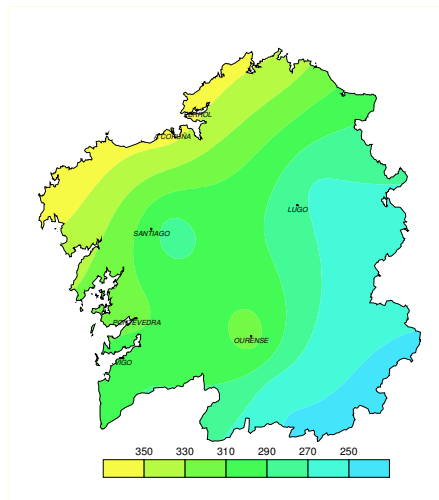 FERROL
A CORUÑA
LUGO
SANTIAGO
PONTEVEDRA
OURENSE
VIGO
350 330 310 290 270 250